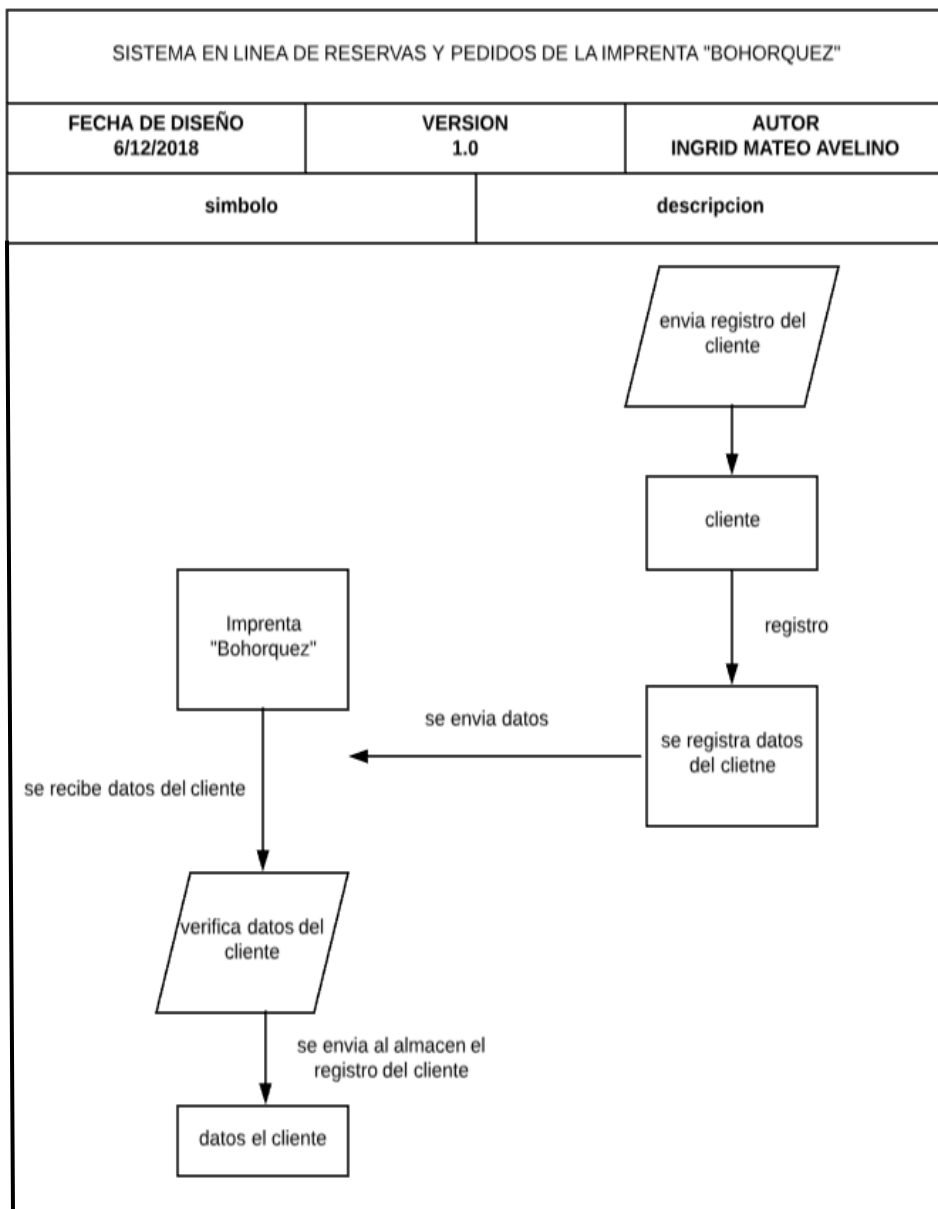 SISTEMA EN LINEA DE RESERVAS Y PEDIDOS DE LA IMPRENTA "BOHORQUEZ"
FECHA DE DISEÑO
6/12/2018
VERSION
1.0
AUTOR
INGRID MATEO AVELINO
simbolo
descripcion
envia registro del
cliente
cliente
registro
Imprenta
"Bohorquez"
se envia datos
se registra datos
del clietne
se recibe datos del cliente
verifica datos del
cliente
se envia al almacen el
registro del cliente
datos el cliente